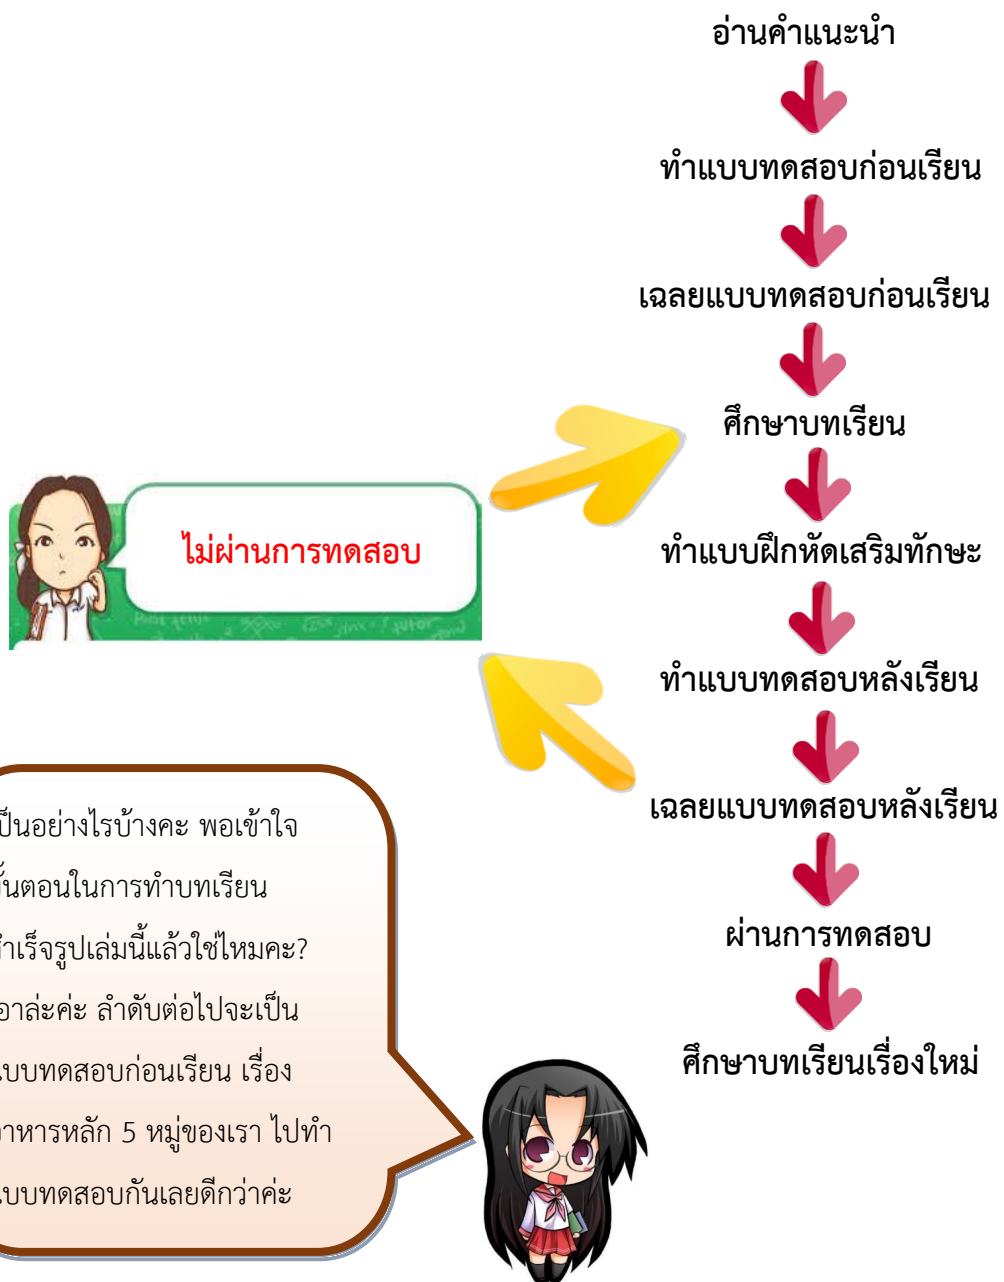 อ่านคำแนะนำ
ทำแบบทดสอบก่อนเรียน
เฉลยแบบทดสอบก่อนเรียน
ศึกษาบทเรียน
ไม่ผ่านการทดสอบ
ทำแบบฝึกหัดเสริมทักษะ
ทำแบบทดสอบหลังเรียน
เฉลยแบบทดสอบหลังเรียน
ผ่านการทดสอบ
ศึกษาบทเรียนเรื่องใหม่
ป็นอย่างไรบ้างคะ พอเข้าใจ
ั้นตอนในการทำบทเรียน
ำเร็จรูปเล่มนี้แล้วใช่ไหมคะ?
อาล่ะค่ะ ลำดับต่อไปจะเป็น
บบทดสอบก่อนเรียน เรื่อง
าหารหลัก 5 หมู่ของเรา ไปทำ
บบทดสอบกันเลยดีกว่าค่ะ